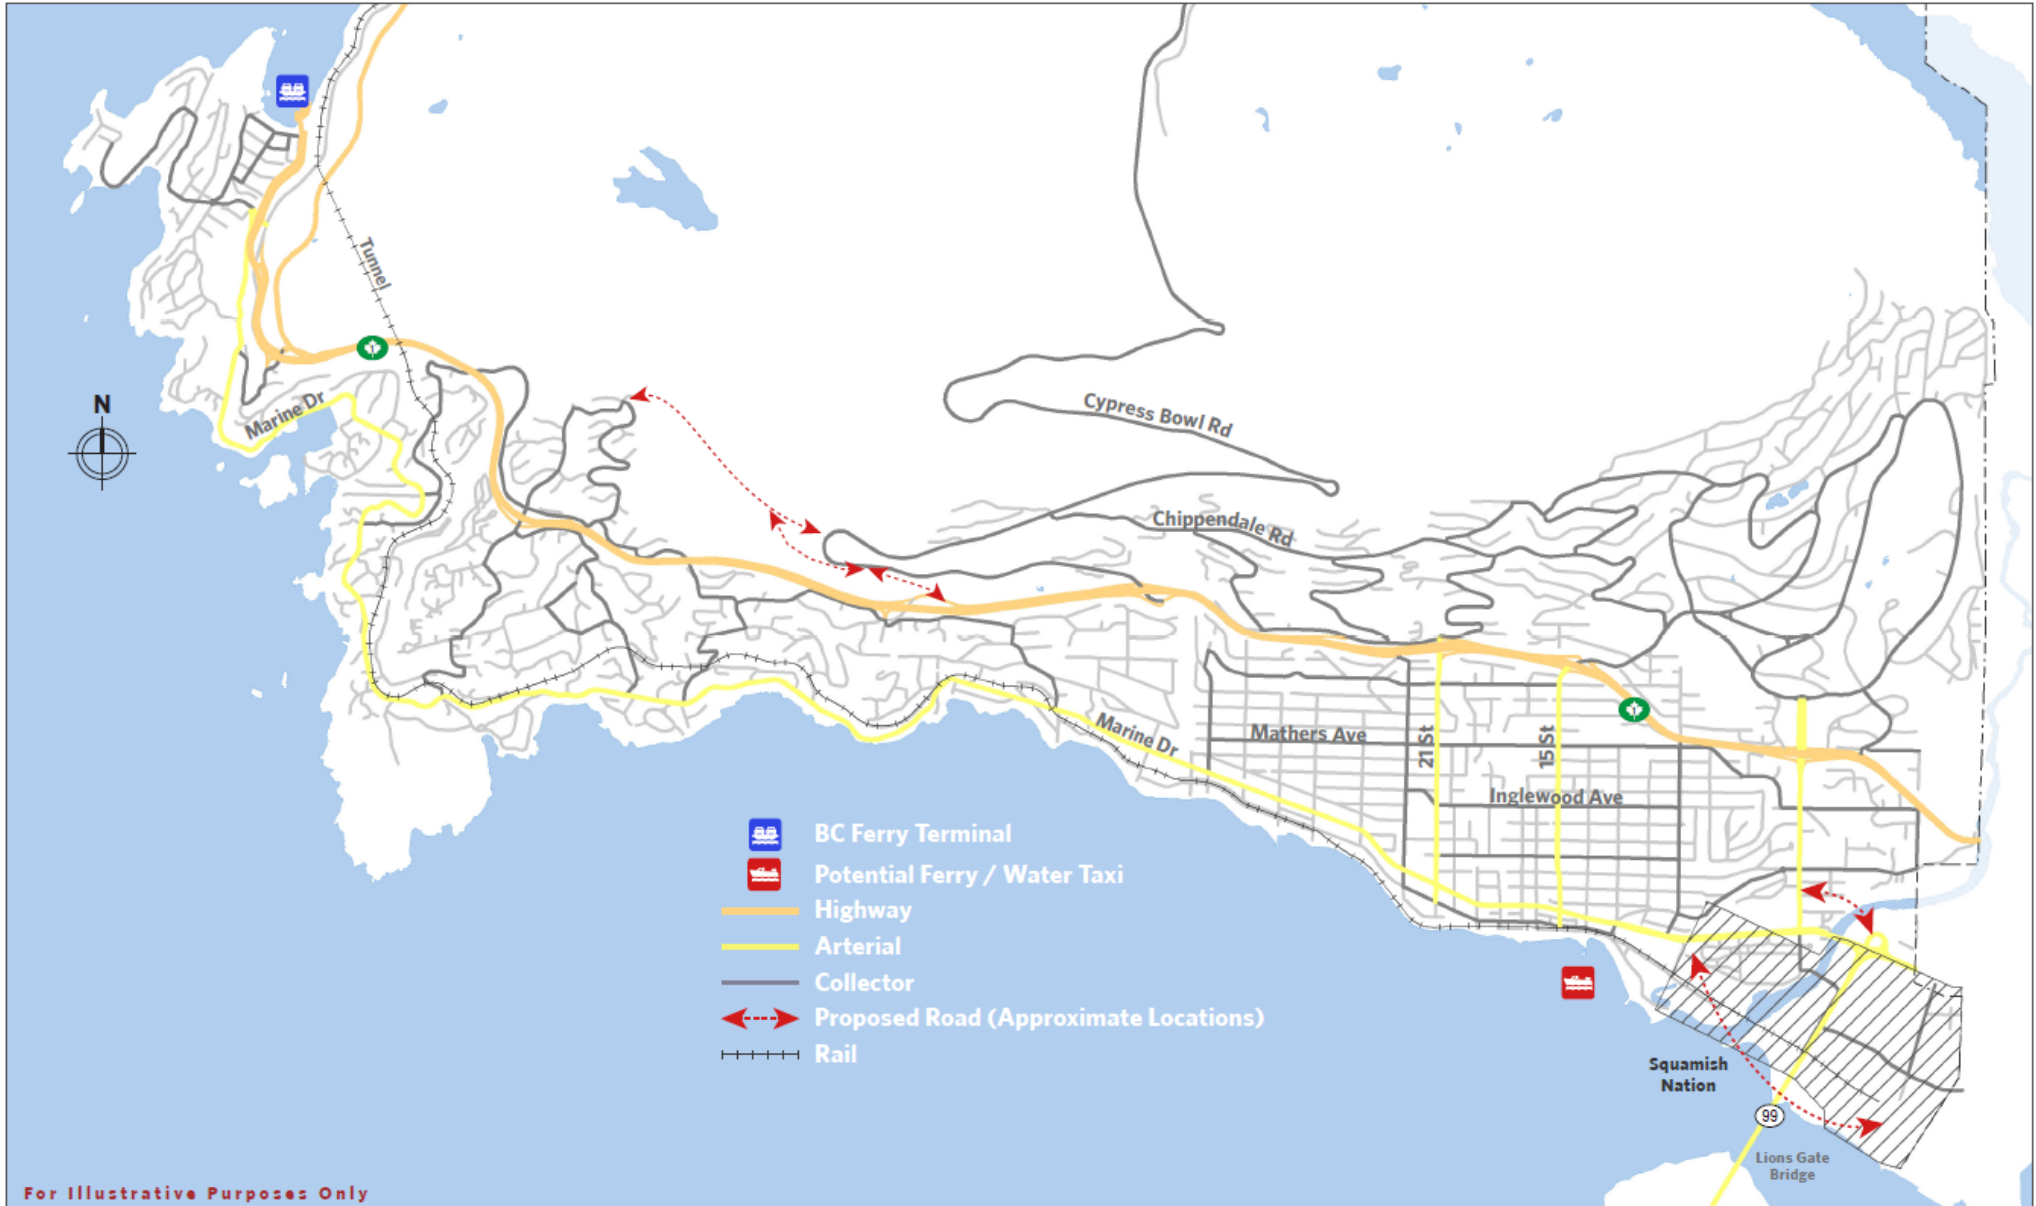 Tunnel
1
Marine Dr
N
Cypress Bowl Rd
Chippendale Rd
1
Marine Dr
Mathers Ave
21 St
15 St
Inglewood Ave
BC Ferry Terminal
Potential Ferry / Water Taxi
Highway
Arterial
Collector
Proposed Road (Approximate Locations)
Rail
Squamish
Nation
99
Lions Gate
Bridge
For Illustrative Purposes Only